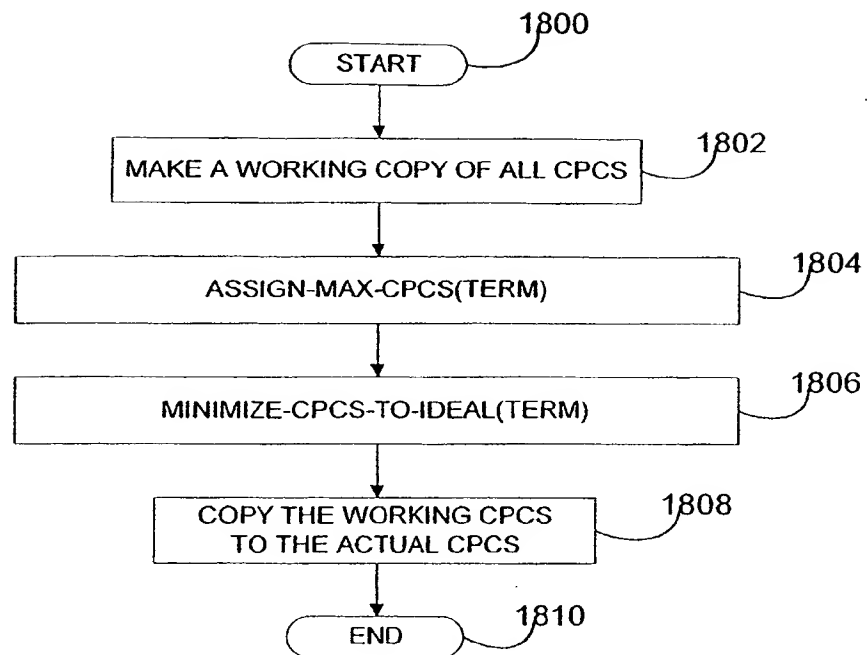 1800
START
1802
MAKE A WORKING COPY OF ALL CPCS
1804
ASSIGN-MAX-CPCS(TERM)
1806
MINIMIZE-CPCS-TO-IDEAL(TERM)
1808
COPY THE WORKING CPCS
TO THE ACTUAL CPCS
1810
END